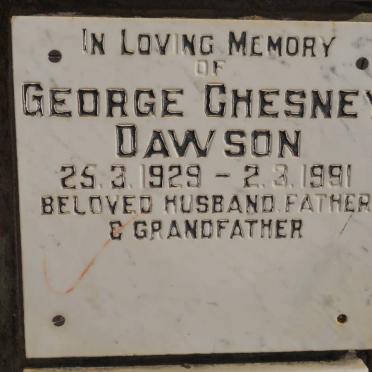 IN LOVING MEMORY
OF
GEORGE CHESNEY
DAWSON
25.3.1929 - 2.3.1991
BELOVED HUSBAND, FATHER
& GRANDFATHER